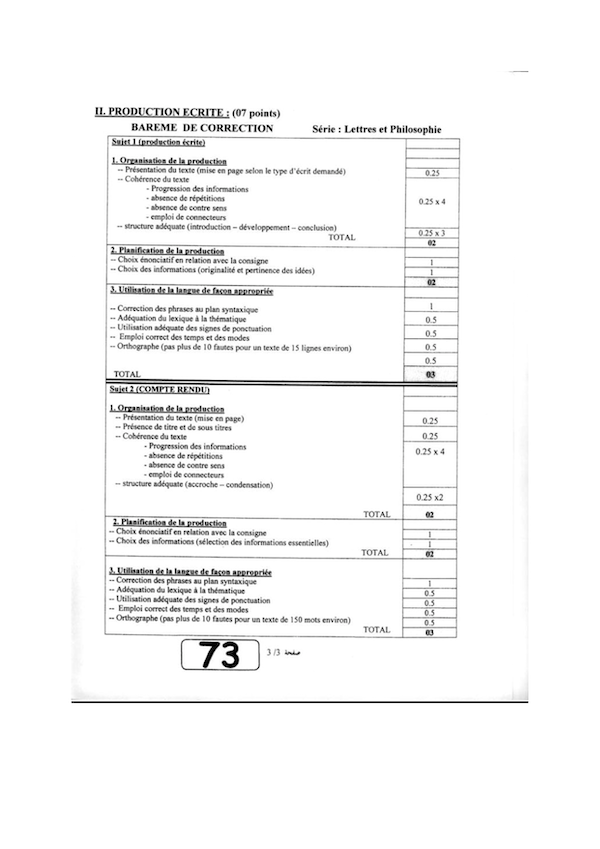 II. PRODUCTION ECRITE : (07 points)
BAREME DE CORRECTION Série : Lettres et Philosophie
Sujet 1 (production écrite)
1. Organisation de la production
-- Présentation du texte (mise en page selon le type d'écrit demandé) 0.25
-- Cohérence du texte
- Progression des informations
- absence de répétitions 0.25 x 4
- absence de contre sens
- emploi de connecteurs
-- structure adéquate (introduction – développement – conclusion) 0.25 x 3
TOTAL 02
2. Planification de la production
-- Choix énonciatif en relation avec la consigne 1
-- Choix des informations (originalité et pertinence des idées) 1
02
3. Utilisation de la langue de façon appropriée
-- Correction des phrases au plan syntaxique 1
-- Adéquation du lexique à la thématique 0.5
-- Utilisation adéquate des signes de ponctuation 0.5
-- Emploi correct des temps et des modes 0.5
-- Orthographe (pas plus de 10 fautes pour un texte de 15 lignes environ) 0.5
TOTAL 03
Sujet 2 (COMPTE RENDU)
1. Organisation de la production
-- Présentation du texte (mise en page) 0.25
-- Présence de titre et de sous titres 0.25
-- Cohérence du texte
- Progression des informations 0.25 x 4
- absence de répétitions
- absence de contre sens
- emploi de connecteurs
-- structure adéquate (accroche – condensation) 0.25 x2
TOTAL 02
2. Planification de la production
-- Choix énonciatif en relation avec la consigne 1
-- Choix des informations (sélection des informations essentielles) 1
TOTAL 02
3. Utilisation de la langue de façon appropriée
-- Correction des phrases au plan syntaxique 1
-- Adéquation du lexique à la thématique 0.5
-- Utilisation adéquate des signes de ponctuation 0.5
-- Emploi correct des temps et des modes 0.5
-- Orthographe (pas plus de 10 fautes pour un texte de 150 mots environ) 0.5
TOTAL 03
73 صفحة 3/3